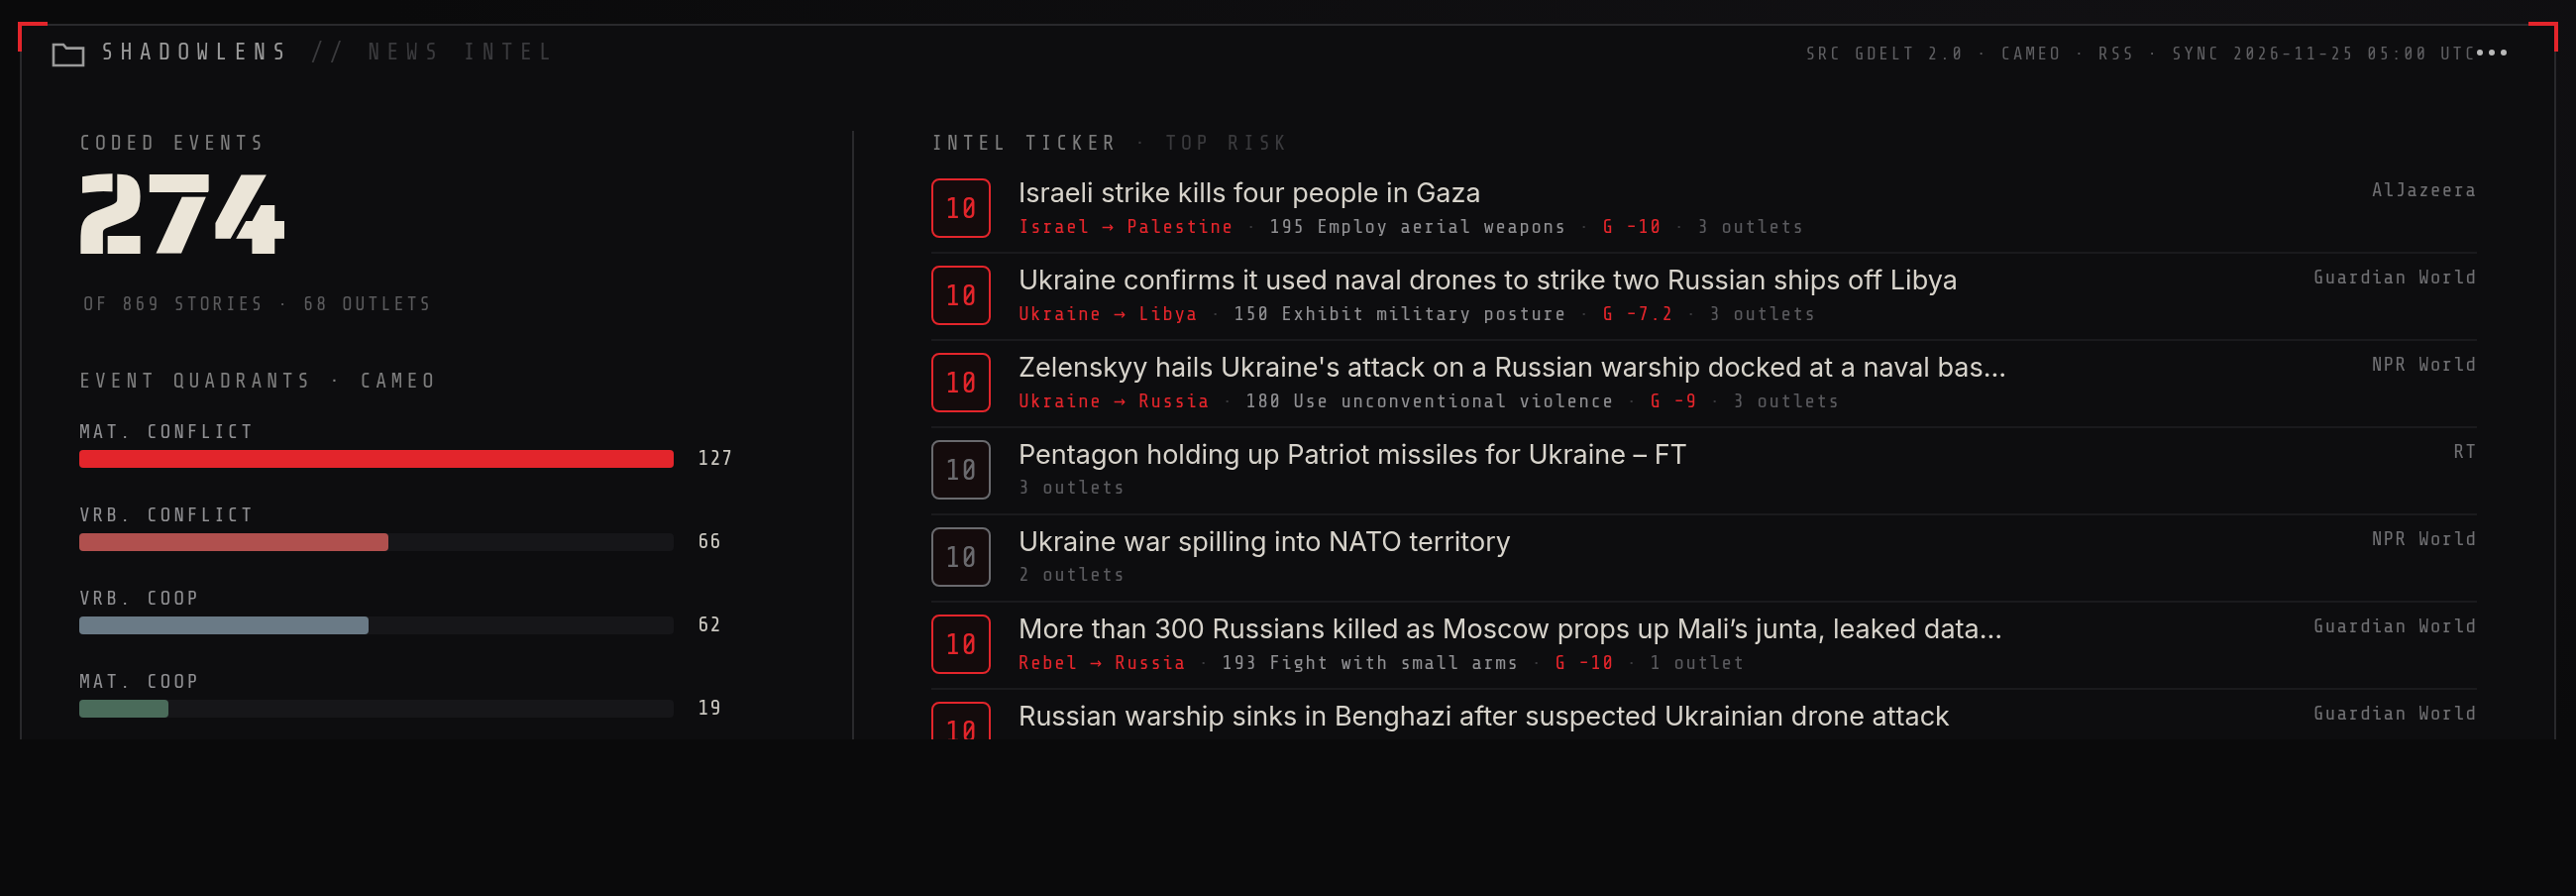 SHADOWLENS // NEWS INTEL
SRC GDELT 2.0 · CAMEO · RSS · SYNC 2026-11-25 05:00 UTC
CODED EVENTS
274
OF 869 STORIES · 68 OUTLETS
EVENT QUADRANTS · CAMEO
MAT. CONFLICT
127
VRB. CONFLICT
66
VRB. COOP
62
MAT. COOP
19
INTEL TICKER · TOP RISK
10
Israeli strike kills four people in Gaza
AlJazeera
Israel → Palestine · 195 Employ aerial weapons · G -10 · 3 outlets
10
Ukraine confirms it used naval drones to strike two Russian ships off Libya
Guardian World
Ukraine → Libya · 150 Exhibit military posture · G -7.2 · 3 outlets
10
Zelenskyy hails Ukraine's attack on a Russian warship docked at a naval bas...
NPR World
Ukraine → Russia · 180 Use unconventional violence · G -9 · 3 outlets
10
Pentagon holding up Patriot missiles for Ukraine – FT
RT
3 outlets
10
Ukraine war spilling into NATO territory
NPR World
2 outlets
10
More than 300 Russians killed as Moscow props up Mali’s junta, leaked data...
Guardian World
Rebel → Russia · 193 Fight with small arms · G -10 · 1 outlet
10
Russian warship sinks in Benghazi after suspected Ukrainian drone attack
Guardian World